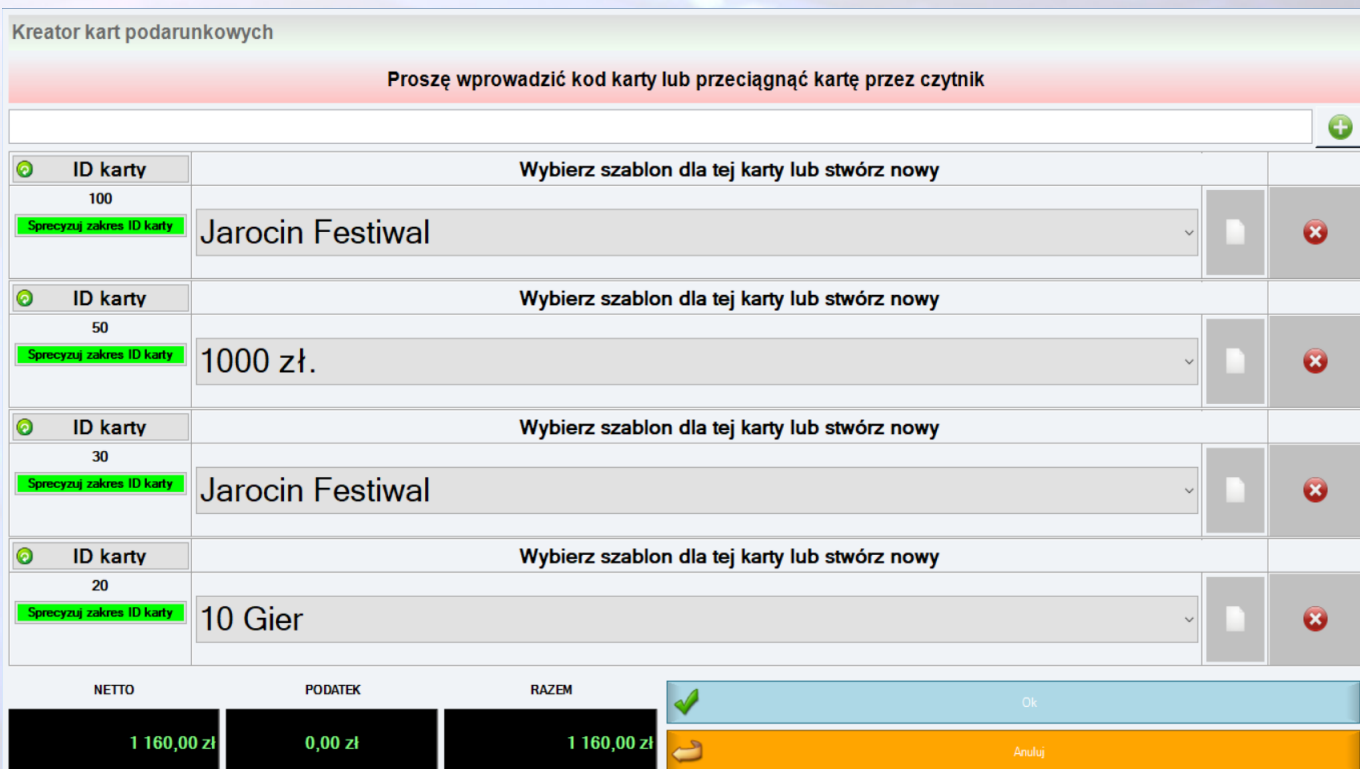 Kreator kart podarunkowych
Proszę wprowadzić kod karty lub przeciągnąć kartę przez czytnik
ID karty Wybierz szablon dla tej karty lub stwórz nowy
100
Sprecyzuj zakres ID karty
Jarocin Festiwal
ID karty Wybierz szablon dla tej karty lub stwórz nowy
50
Sprecyzuj zakres ID karty
1000 zł.
ID karty Wybierz szablon dla tej karty lub stwórz nowy
30
Sprecyzuj zakres ID karty
Jarocin Festiwal
ID karty Wybierz szablon dla tej karty lub stwórz nowy
20
Sprecyzuj zakres ID karty
10 Gier
NETTO PODATEK RAZEM
Ok
1 160,00 zł 0,00 zł 1 160,00 zł
Anuluj